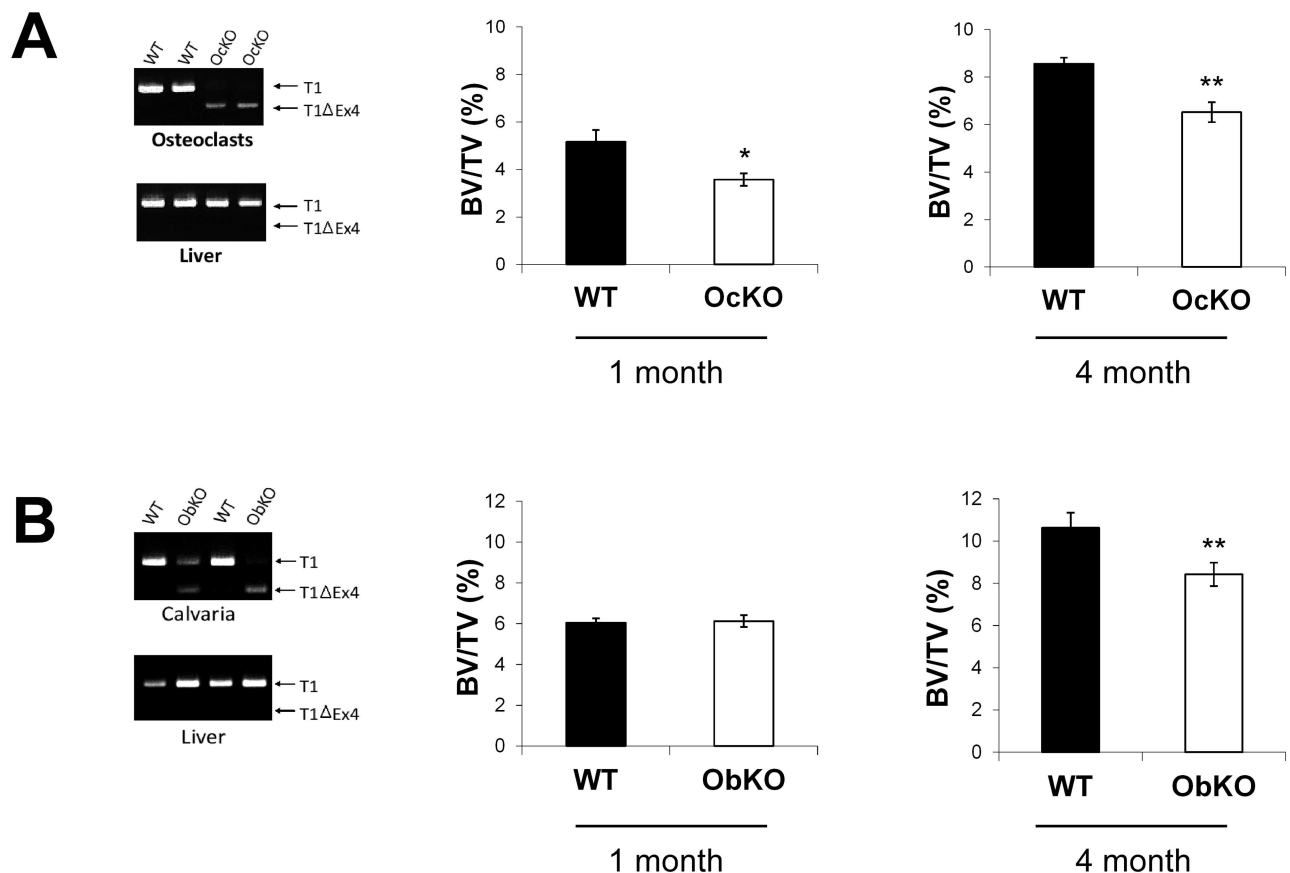 A
WT WT OcKO OcKO
T1
T1ΔEx4
Osteoclasts
T1
T1ΔEx4
Liver
BV/TV (%)
10
8
6
4
2
0
WT OcKO
1 month
BV/TV (%)
10
8
6
4
2
0
**
WT OcKO
4 month
*
B
WT ObKO WT ObKO
T1
T1ΔEx4
Calvaria
T1
T1ΔEx4
Liver
BV/TV (%)
12
10
8
6
4
2
0
WT ObKO
1 month
BV/TV (%)
12
10
8
6
4
2
0
**
WT ObKO
4 month